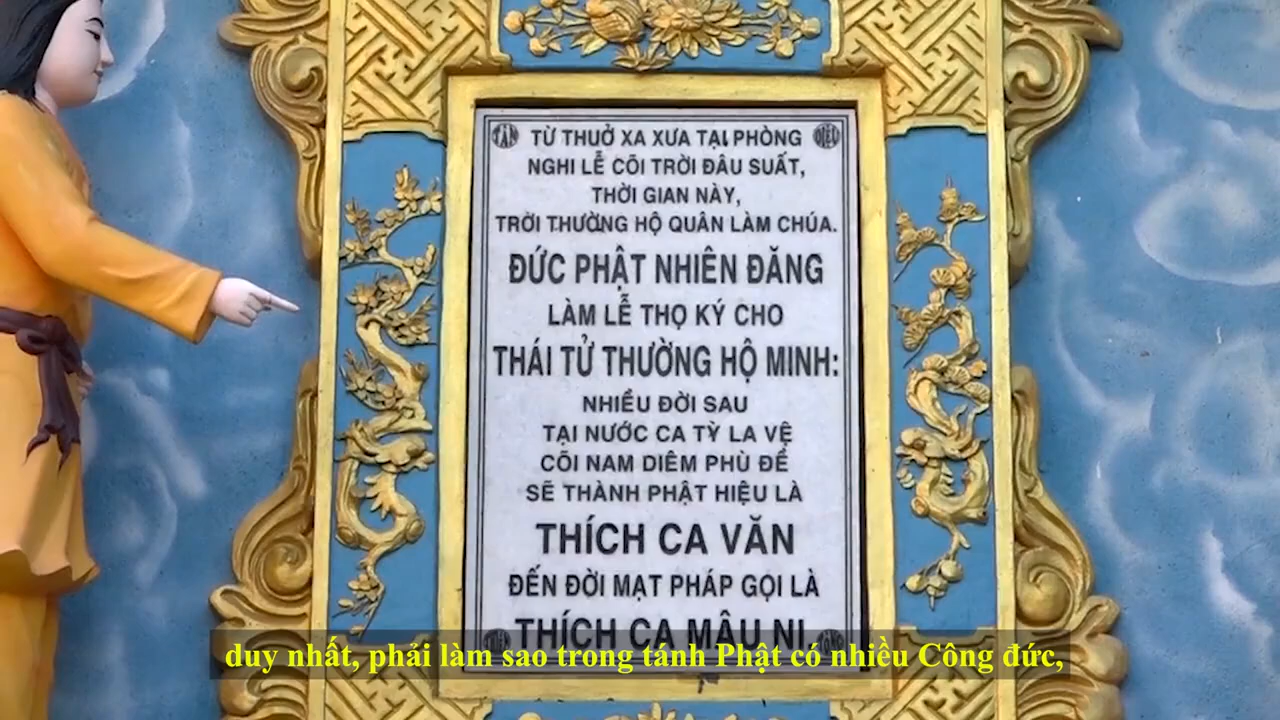 TÂN TỪ THUỞ XA XƯA TẠI PHÒNG DIỆU
NGHI LỄ CÕI TRỜI ĐÂU SUẤT,
THỜI GIAN NÀY,
TRỜI THƯỜNG HỘ QUÂN LÀM CHÚA.
ĐỨC PHẬT NHIÊN ĐĂNG
LÀM LỄ THỌ KÝ CHO
THÁI TỬ THƯỜNG HỘ MINH:
NHIỀU ĐỜI SAU
TẠI NƯỚC CA TỲ LA VỆ
CÕI NAM DIÊM PHÙ ĐỀ
SẼ THÀNH PHẬT HIỆU LÀ
THÍCH CA VĂN
ĐẾN ĐỜI MẠT PHÁP GỌI LÀ
THÍCH CA MÂU NI.
duy nhất, phải làm sao trong tánh Phật có nhiều Công đức,